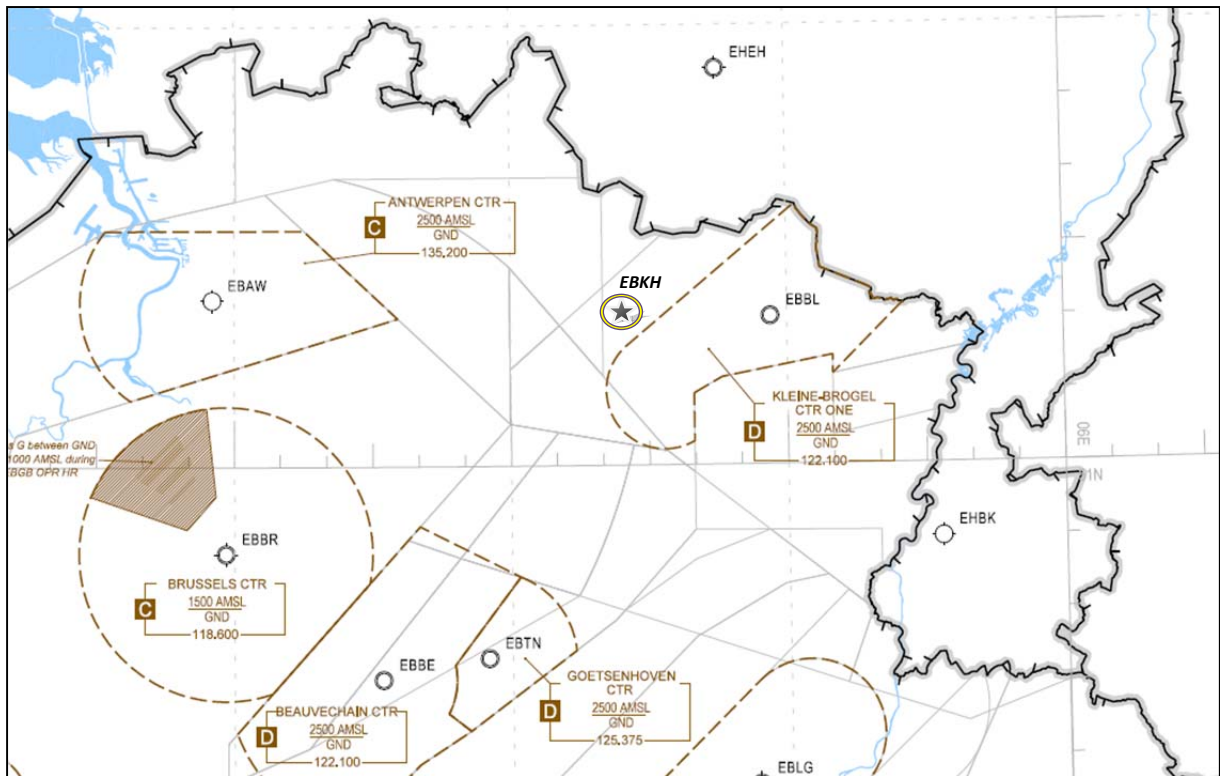 EHEH
ANTWERPEN CTR
C
2500 AMSL
GND
135.200
EBKH
EBAW
EBBL
KLEINE-BROGEL
CTR ONE
D
2500 AMSL
GND
122.100
G between GND
1000 AMSL during
EBGB OPR HR
06E
1N
EHBK
EBBR
BRUSSELS CTR
C
1500 AMSL
GND
118.600
EBTN
EBBE
GOETSENHOVEN
CTR
D
2500 AMSL
GND
125.375
BEAUVECHAIN CTR
D
2500 AMSL
GND
122.100
EBLG